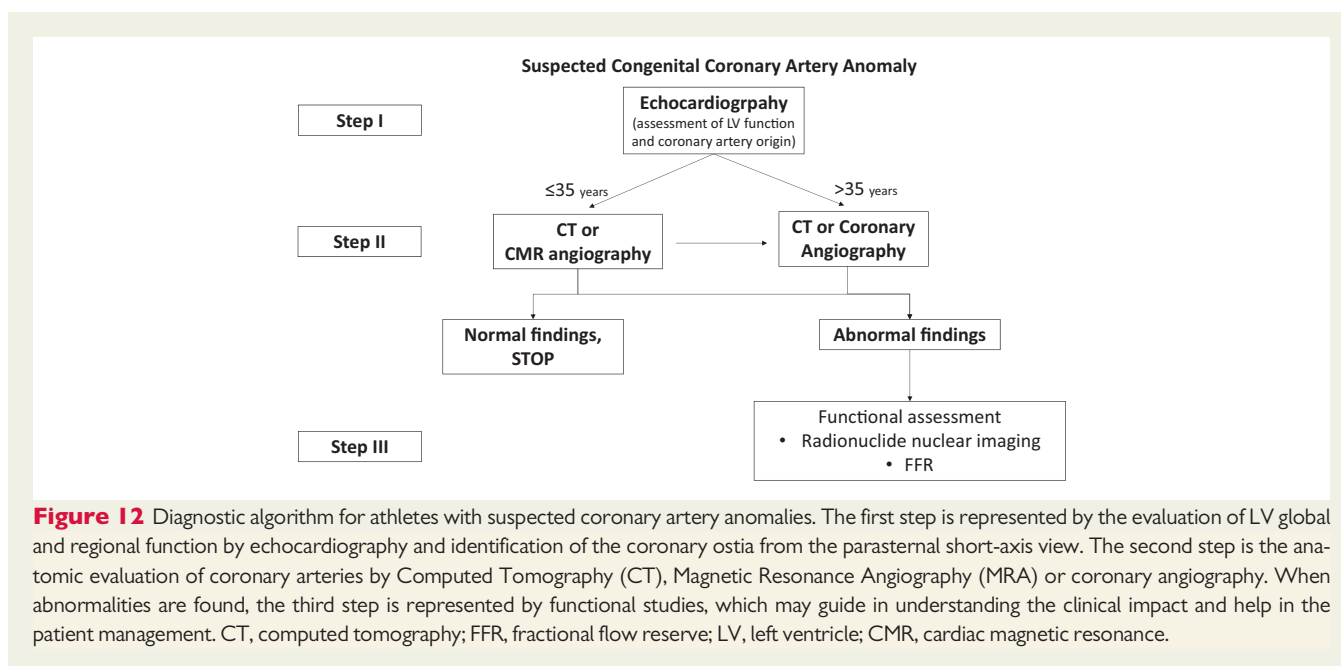 Suspected Congenital Coronary Artery Anomaly
Step I
Echocardiogrpahy
(assessment of LV function
and coronary artery origin)
≤35 years
>35 years
Step II
CT or
CMR angiography
CT or Coronary
Angiography
Normal findings,
STOP
Abnormal findings
Step III
Functional assessment
• Radionuclide nuclear imaging
• FFR
Figure 12 Diagnostic algorithm for athletes with suspected coronary artery anomalies. The first step is represented by the evaluation of LV global
and regional function by echocardiography and identification of the coronary ostia from the parasternal short-axis view. The second step is the ana-
tomic evaluation of coronary arteries by Computed Tomography (CT), Magnetic Resonance Angiography (MRA) or coronary angiography. When
abnormalities are found, the third step is represented by functional studies, which may guide in understanding the clinical impact and help in the
patient management. CT, computed tomography; FFR, fractional flow reserve; LV, left ventricle; CMR, cardiac magnetic resonance.